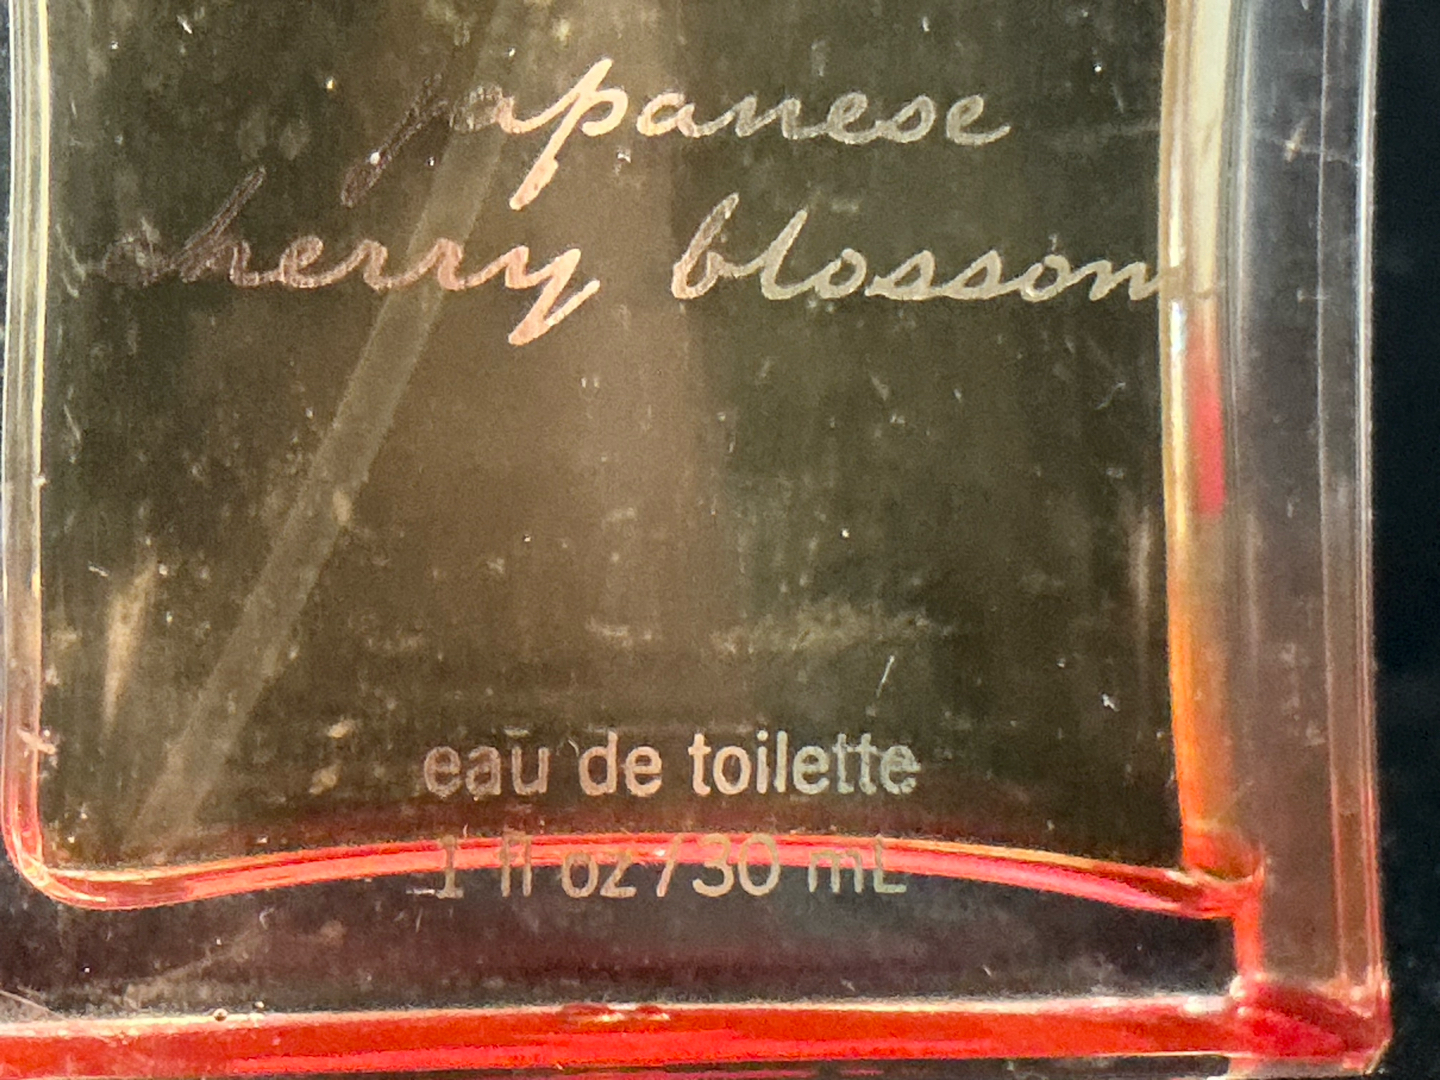 japanese
cherry blossom
eau de toilette
1 fl oz / 30 mL